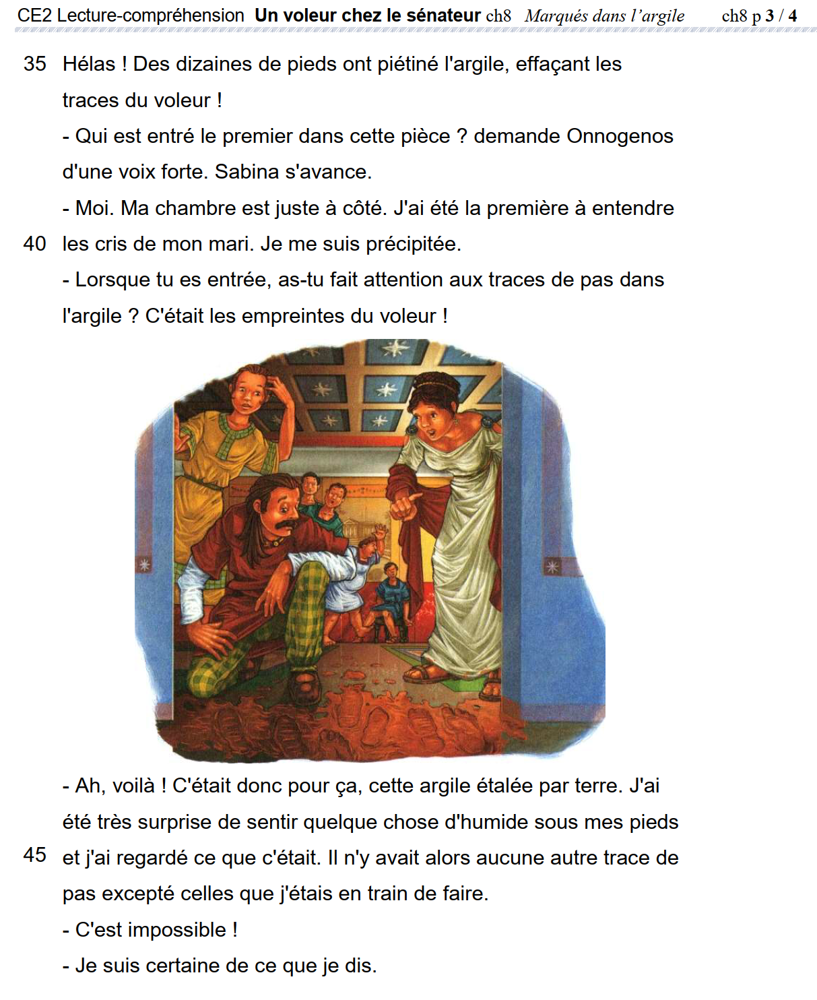 CE2 Lecture-compréhension Un voleur chez le sénateur ch8 Marqués dans l’argile ch8 p 3 / 4
35 Hélas ! Des dizaines de pieds ont piétiné l'argile, effaçant les
traces du voleur !
- Qui est entré le premier dans cette pièce ? demande Onnogenos
d'une voix forte. Sabina s'avance.
- Moi. Ma chambre est juste à côté. J'ai été la première à entendre
40 les cris de mon mari. Je me suis précipitée.
- Lorsque tu es entrée, as-tu fait attention aux traces de pas dans
l'argile ? C'était les empreintes du voleur !
- Ah, voilà ! C'était donc pour ça, cette argile étalée par terre. J'ai
été très surprise de sentir quelque chose d'humide sous mes pieds
45 et j'ai regardé ce que c'était. Il n'y avait alors aucune autre trace de
pas excepté celles que j'étais en train de faire.
- C'est impossible !
- Je suis certaine de ce que je dis.